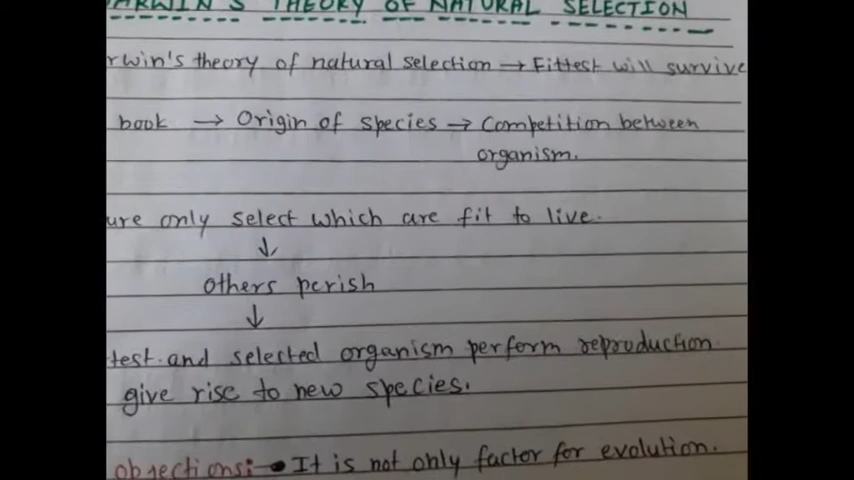 ARWIN'S THEORY OF NATURAL SELECTION
rwin's theory of natural selection → Fittest will survive
book → Origin of species → Competition between
organism.
ure only select which are fit to live.
↓
others perish
↓
test and selected organism perform reproduction
give rise to new species.
objections: • It is not only factor for evolution.